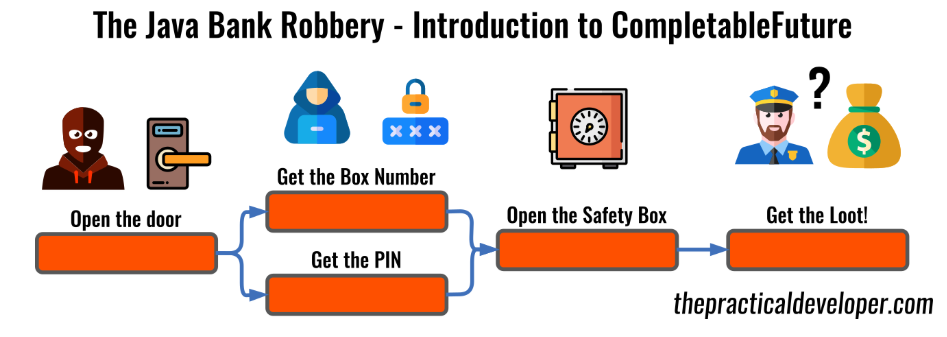 The Java Bank Robbery - Introduction to CompletableFuture
?
$
× × ×
Get the Box Number
Open the door
Open the Safety Box
Get the Loot!
Get the PIN
thepracticaldeveloper.com